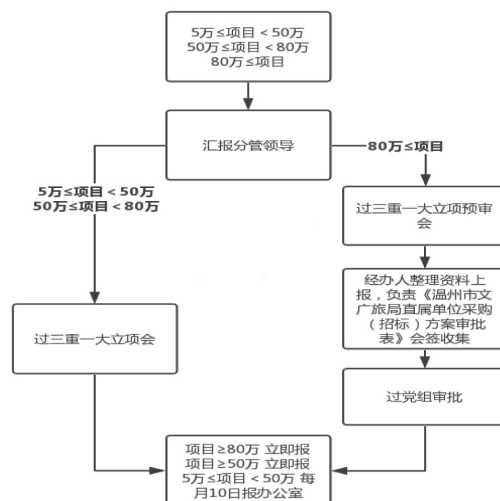 5万≤项目＜50万
50万≤项目＜80万
80万≤项目
汇报分管领导
80万≤项目
5万≤项目＜50万
50万≤项目＜80万
过三重一大立项预审
会
经办人整理资料上
报，负责《温州市文
广旅局直属单位采购
（招标）方案审批
表》会签收集
过三重一大立项会
过党组审批
项目≥80万 立即报
项目≥50万 立即报
5万≤项目＜50万 每
月10日报办公室